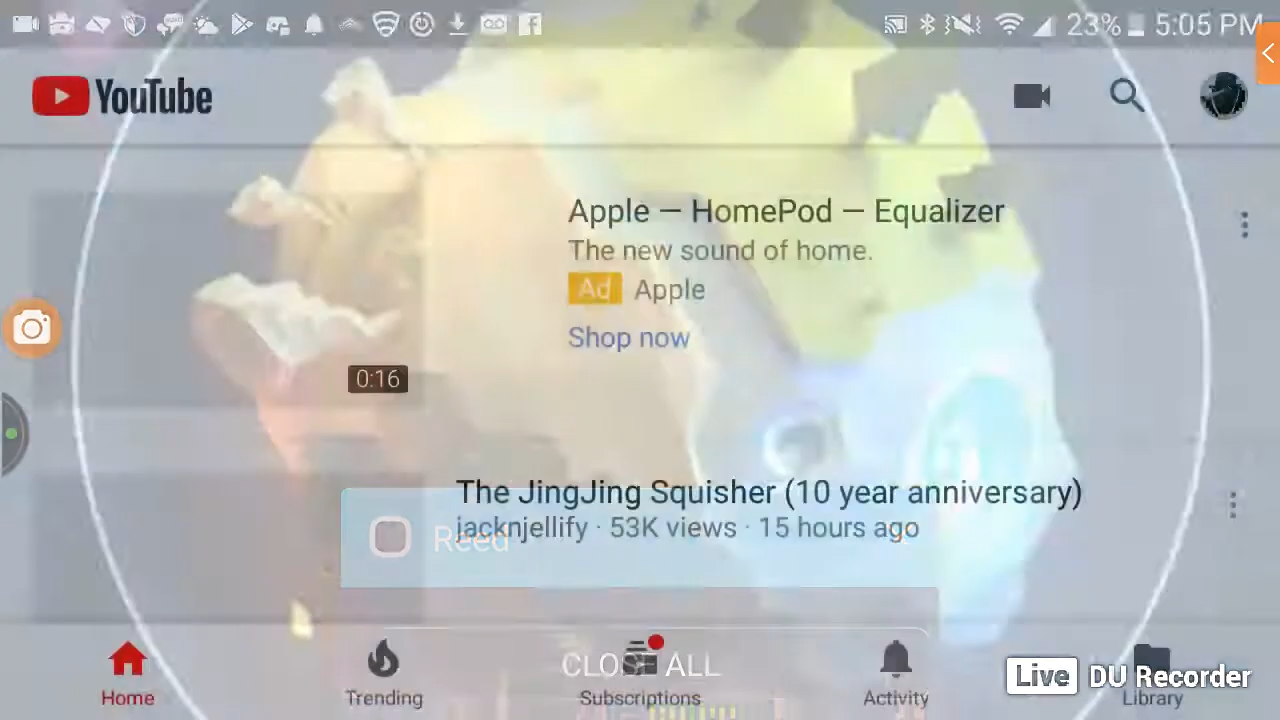 23% 5:05 PM
YouTube
Apple – HomePod – Equalizer
The new sound of home.
Ad Apple
Shop now
0:16
The JingJing Squisher (10 year anniversary)
jacknjellify · 53K views · 15 hours ago
Reed
CLOSE ALL
Home Trending Subscriptions Activity Library
Live DU Recorder